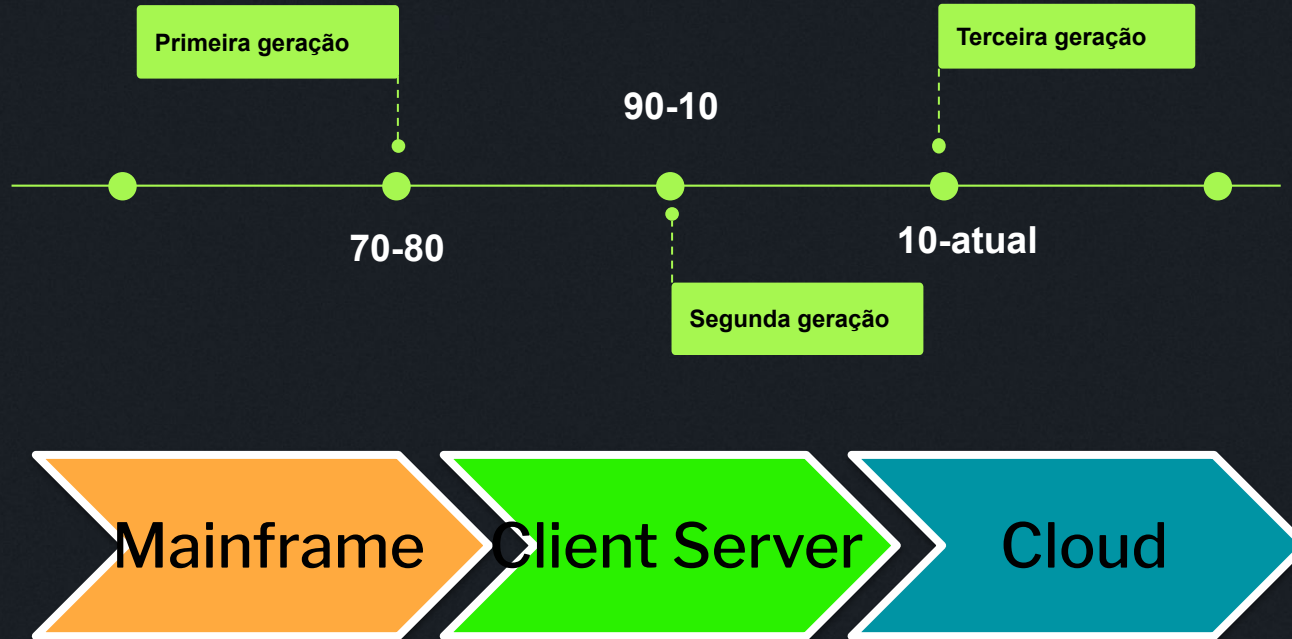 Primeira geração
Terceira geração
90-10
70-80
10-atual
Segunda geração
Mainframe
Client Server
Cloud